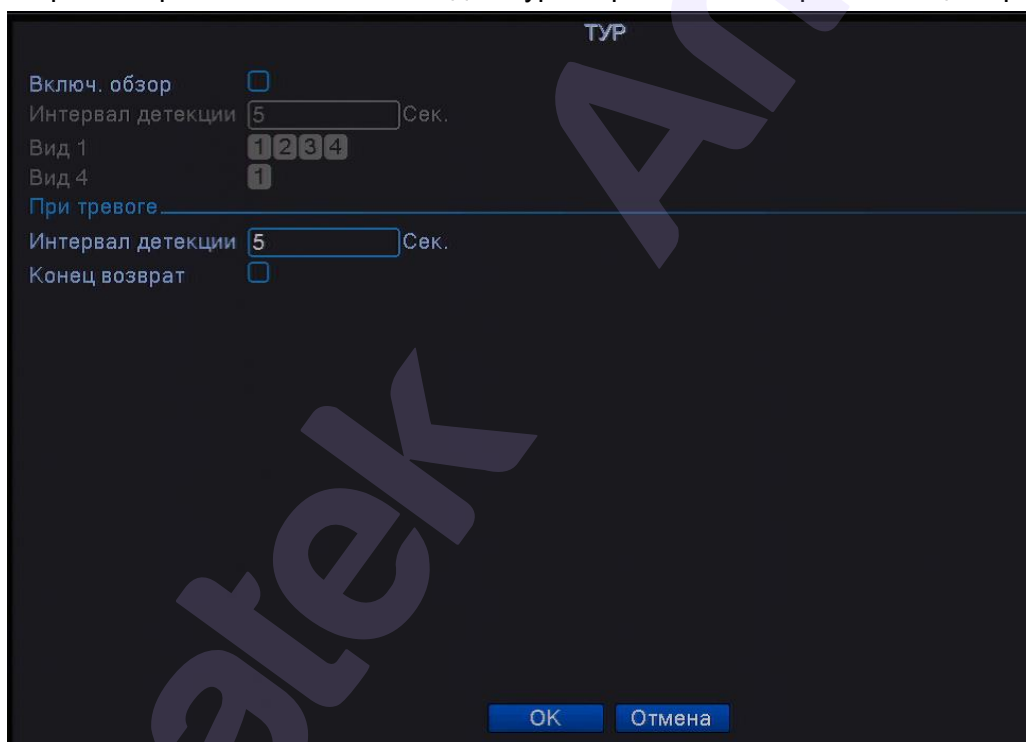 ТУР
Включ. обзор
Интервал детекции 5 Сек.
Вид 1 1 2 3 4
Вид 4 1
При тревоге
Интервал детекции 5 Сек.
Конец возврат
OK Отмена
atek